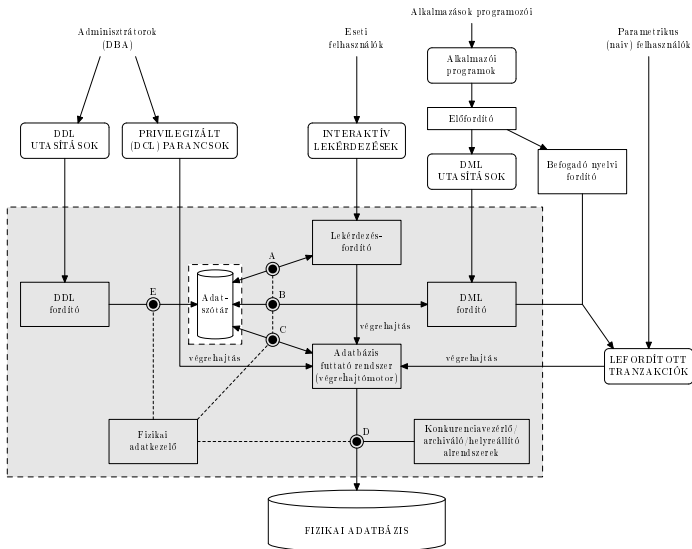 Alkalmazások programozói
Adminisztrátorok
(DBA)
Eseti
felhasználók
Parametrikus
(naiv) felhasználók
Alkalmazói
programok
Előfordító
DDL
UTASÍTÁSOK
PRIVILEGIZÁLT
(DCL) PARANCSOK
INTERAKTÍV
LEKÉRDEZÉSEK
DML
UTASÍTÁSOK
Befogadó nyelvi
fordító
Lekérdezés-
fordító
A
DDL
fordító
E
Adat-
szótár
B
DML
fordító
C
végrehajtás
végrehajtás
Adatbázis
futtató rendszer
(végrehajtómotor)
végrehajtás
LEFORDÍTOTT
TRANZAKCIÓK
Fizikai
adatkezelő
D
Konkurenciavezérlő/
archiváló/helyreállító
alrendszerek
FIZIKAI ADATBÁZIS